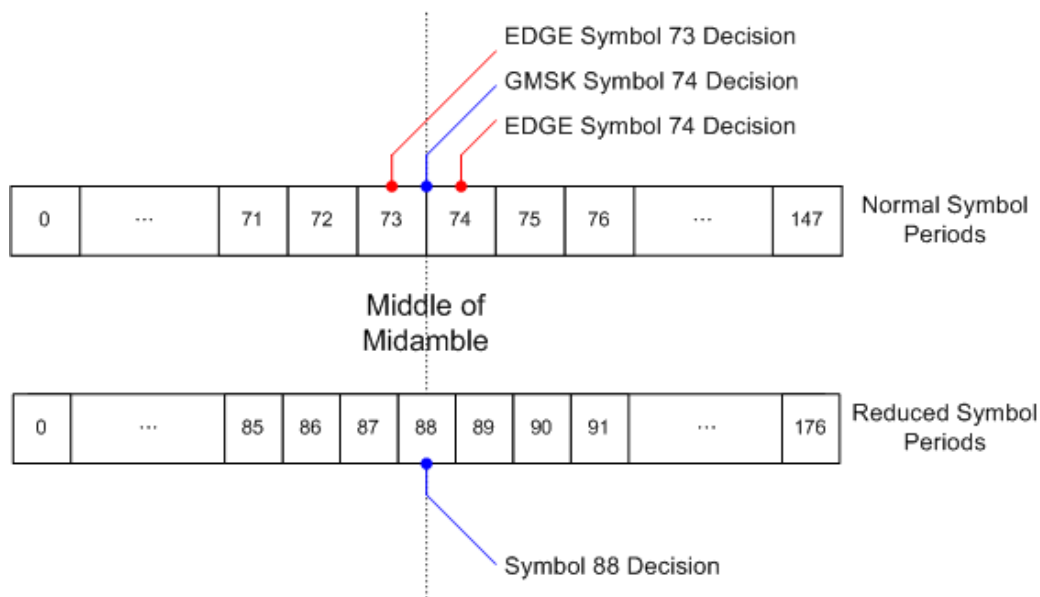 EDGE Symbol 73 Decision
GMSK Symbol 74 Decision
EDGE Symbol 74 Decision
0 ... 71 72 73 74 75 76 ... 147
Normal Symbol
Periods
Middle of
Midamble
0 ... 85 86 87 88 89 90 91 ... 176
Reduced Symbol
Periods
Symbol 88 Decision